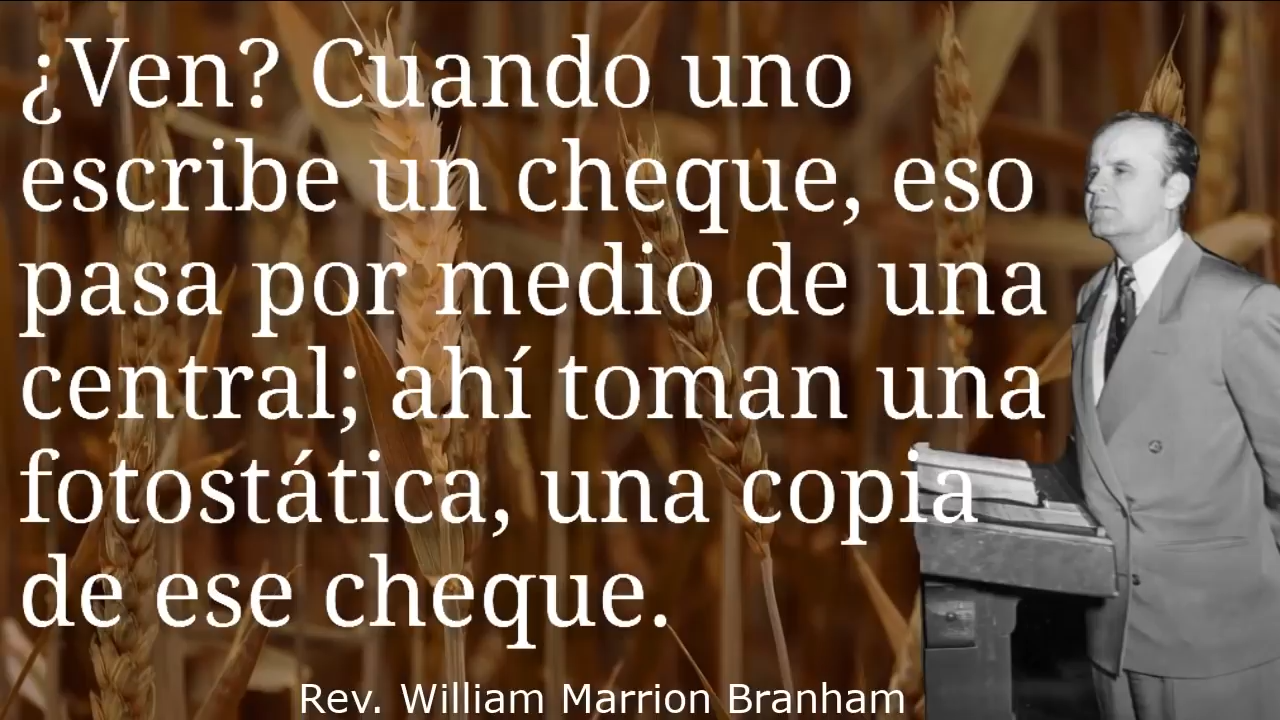 ¿Ven? Cuando uno
escribe un cheque, eso
pasa por medio de una
central; ahí toman una
fotostática, una copia
de ese cheque.
Rev. William Marrion Branham